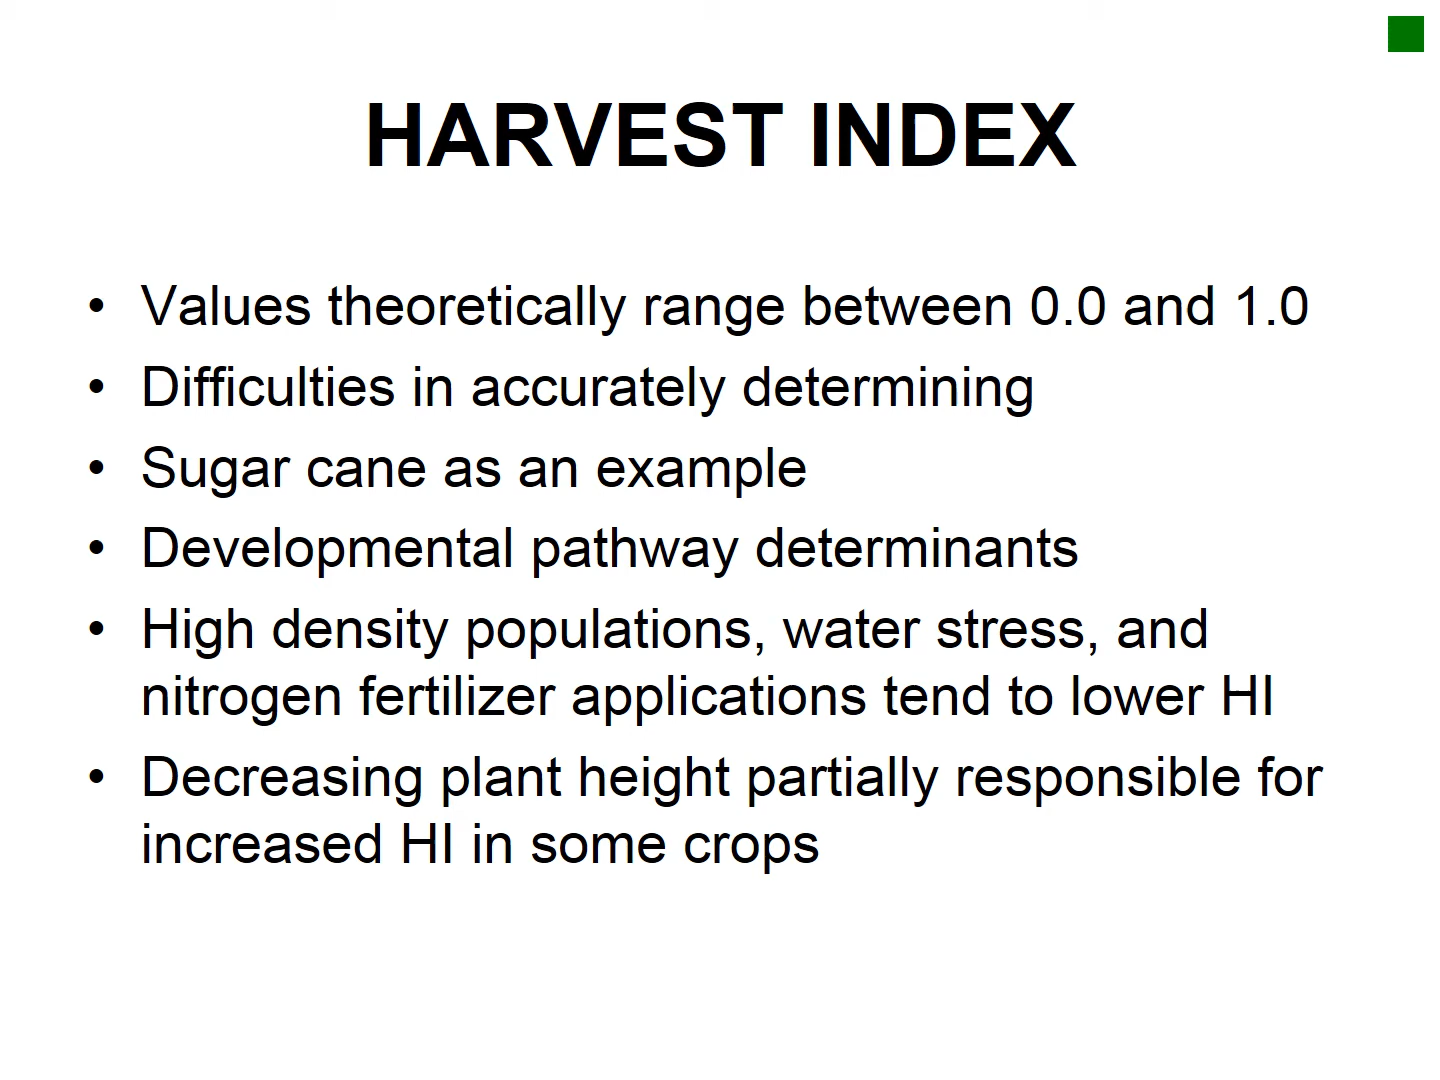 HARVEST INDEX
• Values theoretically range between 0.0 and 1.0
• Difficulties in accurately determining
• Sugar cane as an example
• Developmental pathway determinants
• High density populations, water stress, and
nitrogen fertilizer applications tend to lower HI
• Decreasing plant height partially responsible for
increased HI in some crops